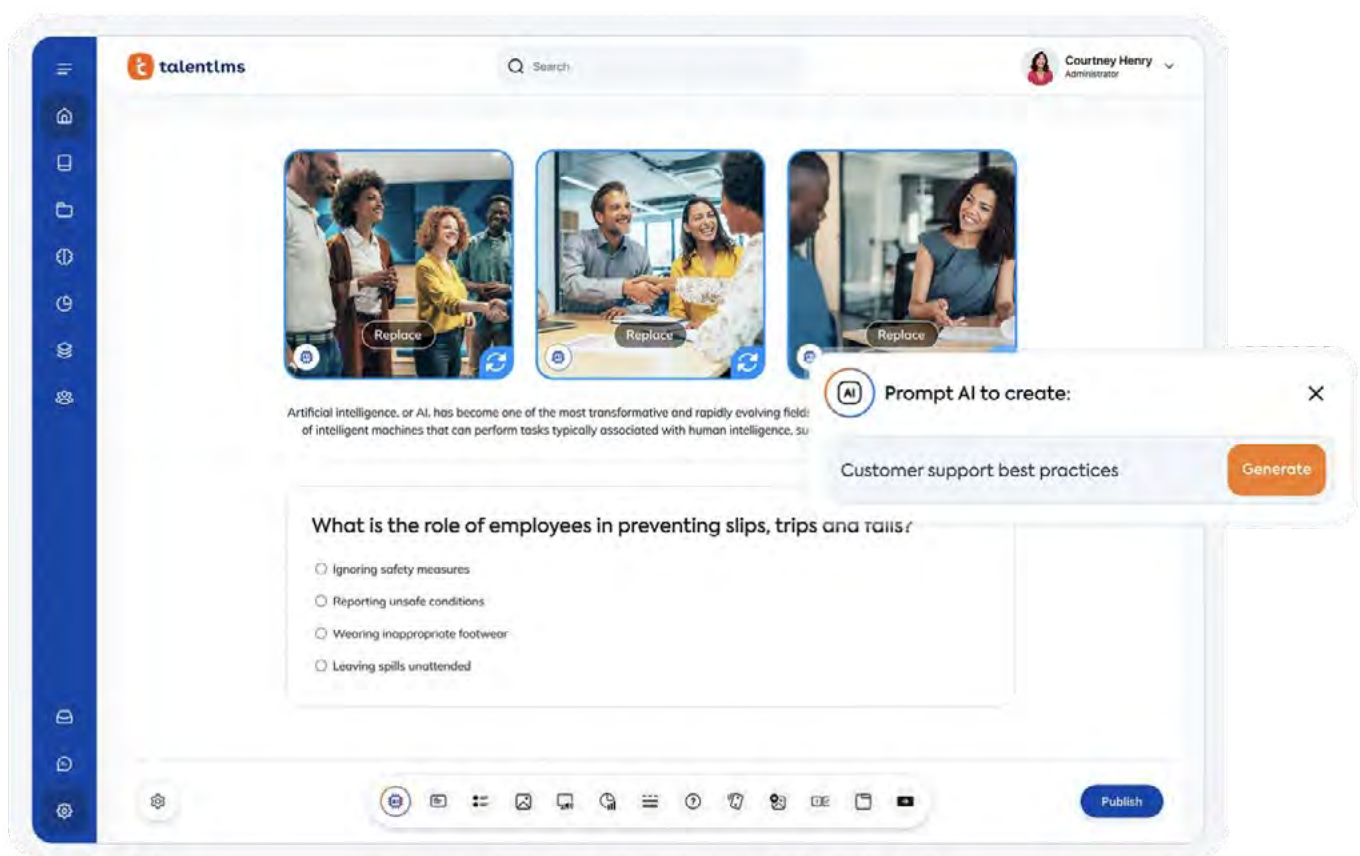 talentlms
Search
Courtney Henry
Administrator
Replace
Replace
Replace
Artificial intelligence, or AI, has become one of the most transformative and rapidly evolving fields
of intelligent machines that can perform tasks typically associated with human intelligence, su
AI
Prompt AI to create:
Customer support best practices
Generate
What is the role of employees in preventing slips, trips and falls?
Ignoring safety measures
Reporting unsafe conditions
Wearing inappropriate footwear
Leaving spills unattended
Publish